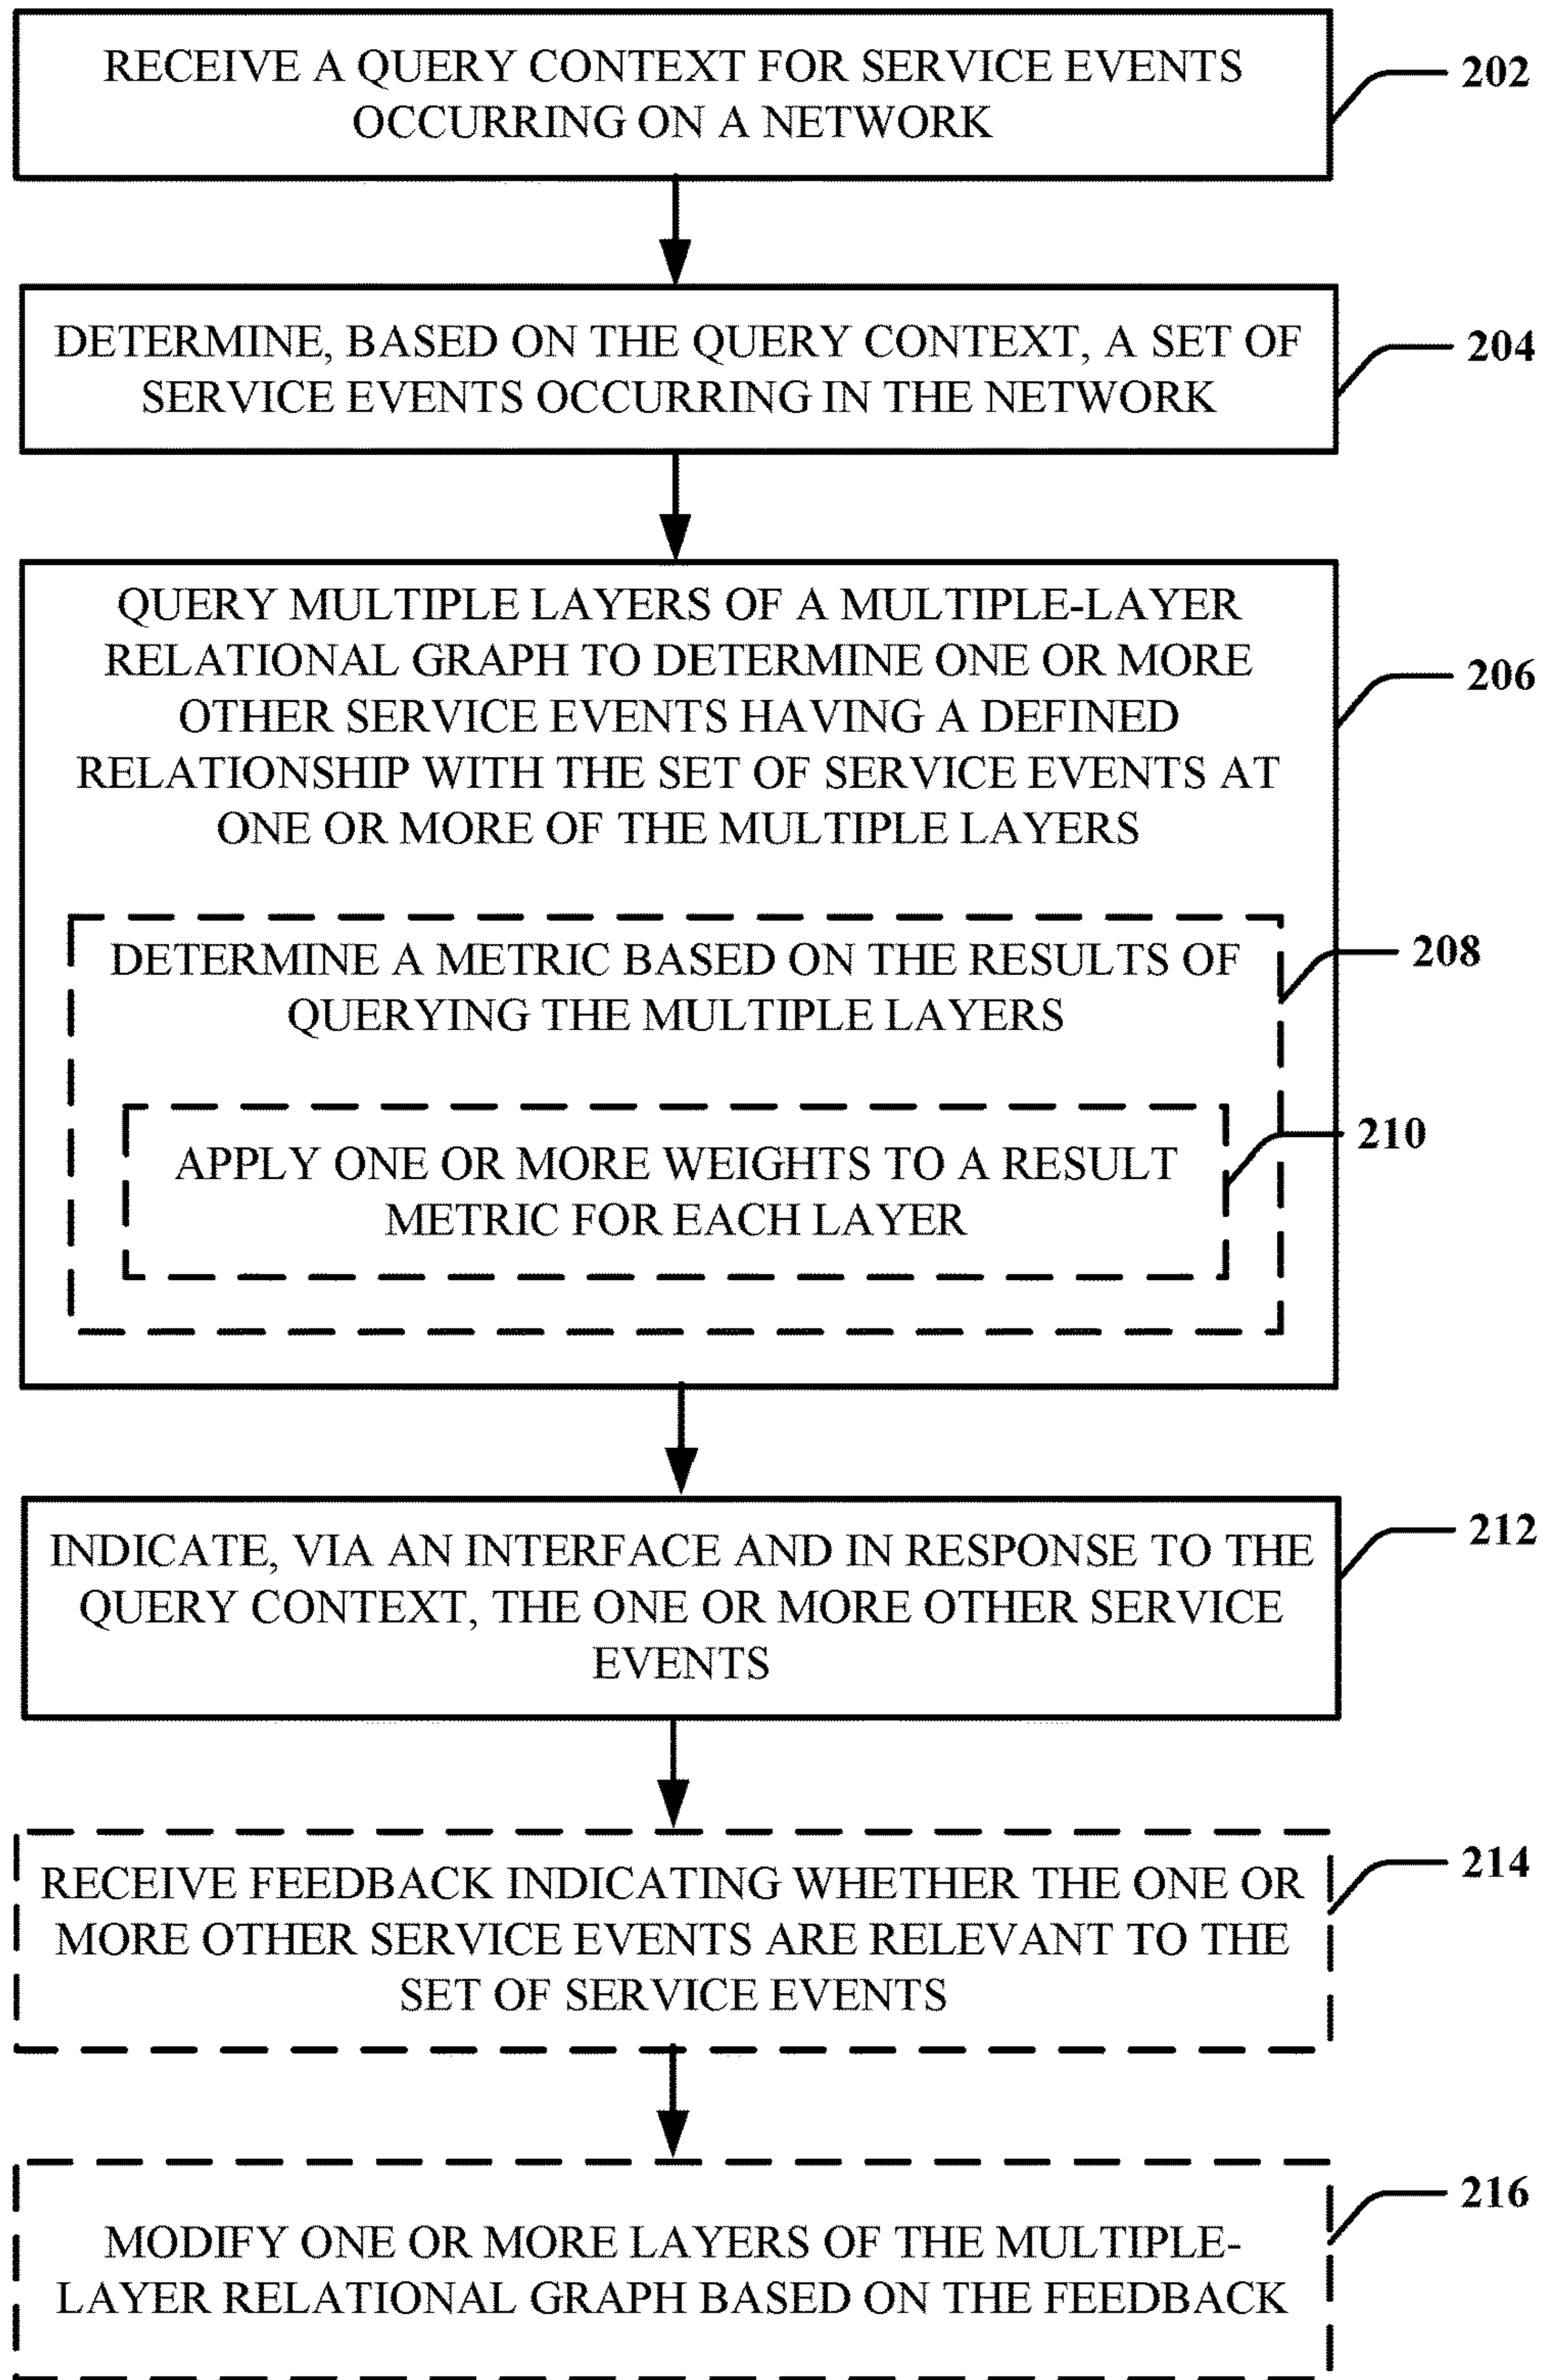 RECEIVE A QUERY CONTEXT FOR SERVICE EVENTS
OCCURRING ON A NETWORK
202
DETERMINE, BASED ON THE QUERY CONTEXT, A SET OF
SERVICE EVENTS OCCURRING IN THE NETWORK
204
QUERY MULTIPLE LAYERS OF A MULTIPLE-LAYER
RELATIONAL GRAPH TO DETERMINE ONE OR MORE
OTHER SERVICE EVENTS HAVING A DEFINED
RELATIONSHIP WITH THE SET OF SERVICE EVENTS AT
ONE OR MORE OF THE MULTIPLE LAYERS
206
DETERMINE A METRIC BASED ON THE RESULTS OF
QUERYING THE MULTIPLE LAYERS
208
APPLY ONE OR MORE WEIGHTS TO A RESULT
METRIC FOR EACH LAYER
210
INDICATE, VIA AN INTERFACE AND IN RESPONSE TO THE
QUERY CONTEXT, THE ONE OR MORE OTHER SERVICE
EVENTS
212
RECEIVE FEEDBACK INDICATING WHETHER THE ONE OR
MORE OTHER SERVICE EVENTS ARE RELEVANT TO THE
SET OF SERVICE EVENTS
214
MODIFY ONE OR MORE LAYERS OF THE MULTIPLE-
LAYER RELATIONAL GRAPH BASED ON THE FEEDBACK
216